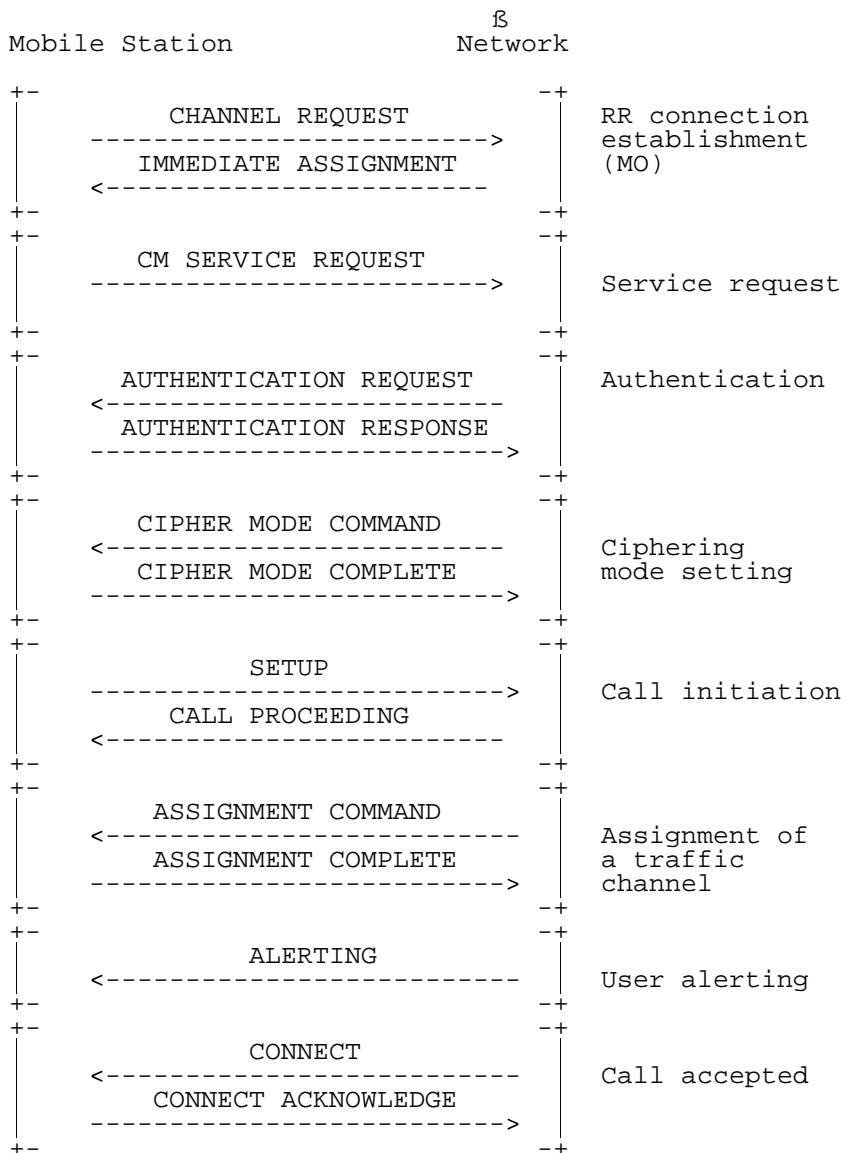 ß
Mobile Station Network
CHANNEL REQUEST RR connection
-------------------------> establishment
IMMEDIATE ASSIGNMENT (MO)
<------------------------
CM SERVICE REQUEST
-------------------------> Service request
AUTHENTICATION REQUEST Authentication
<-------------------------
AUTHENTICATION RESPONSE
-------------------------->
CIPHER MODE COMMAND
<------------------------- Ciphering
CIPHER MODE COMPLETE mode setting
-------------------------->
SETUP
--------------------------> Call initiation
CALL PROCEEDING
<-------------------------
ASSIGNMENT COMMAND
<-------------------------- Assignment of
ASSIGNMENT COMPLETE a traffic
--------------------------> channel
ALERTING
<-------------------------- User alerting
CONNECT
<-------------------------- Call accepted
CONNECT ACKNOWLEDGE
-------------------------->